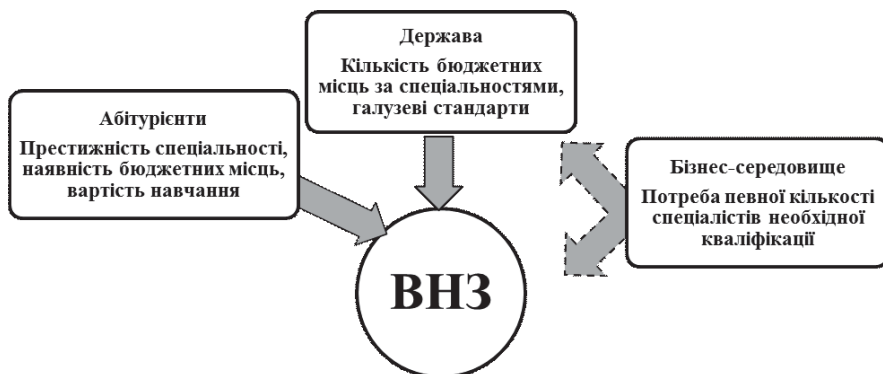 Держава
Кількість бюджетних
місць за спеціальностями,
галузеві стандарти
Абітурієнти
Престижність спеціальності,
наявність бюджетних місць,
вартість навчання
Бізнес-середовище
Потреба певної кількості
спеціалістів необхідної
кваліфікації
ВНЗ